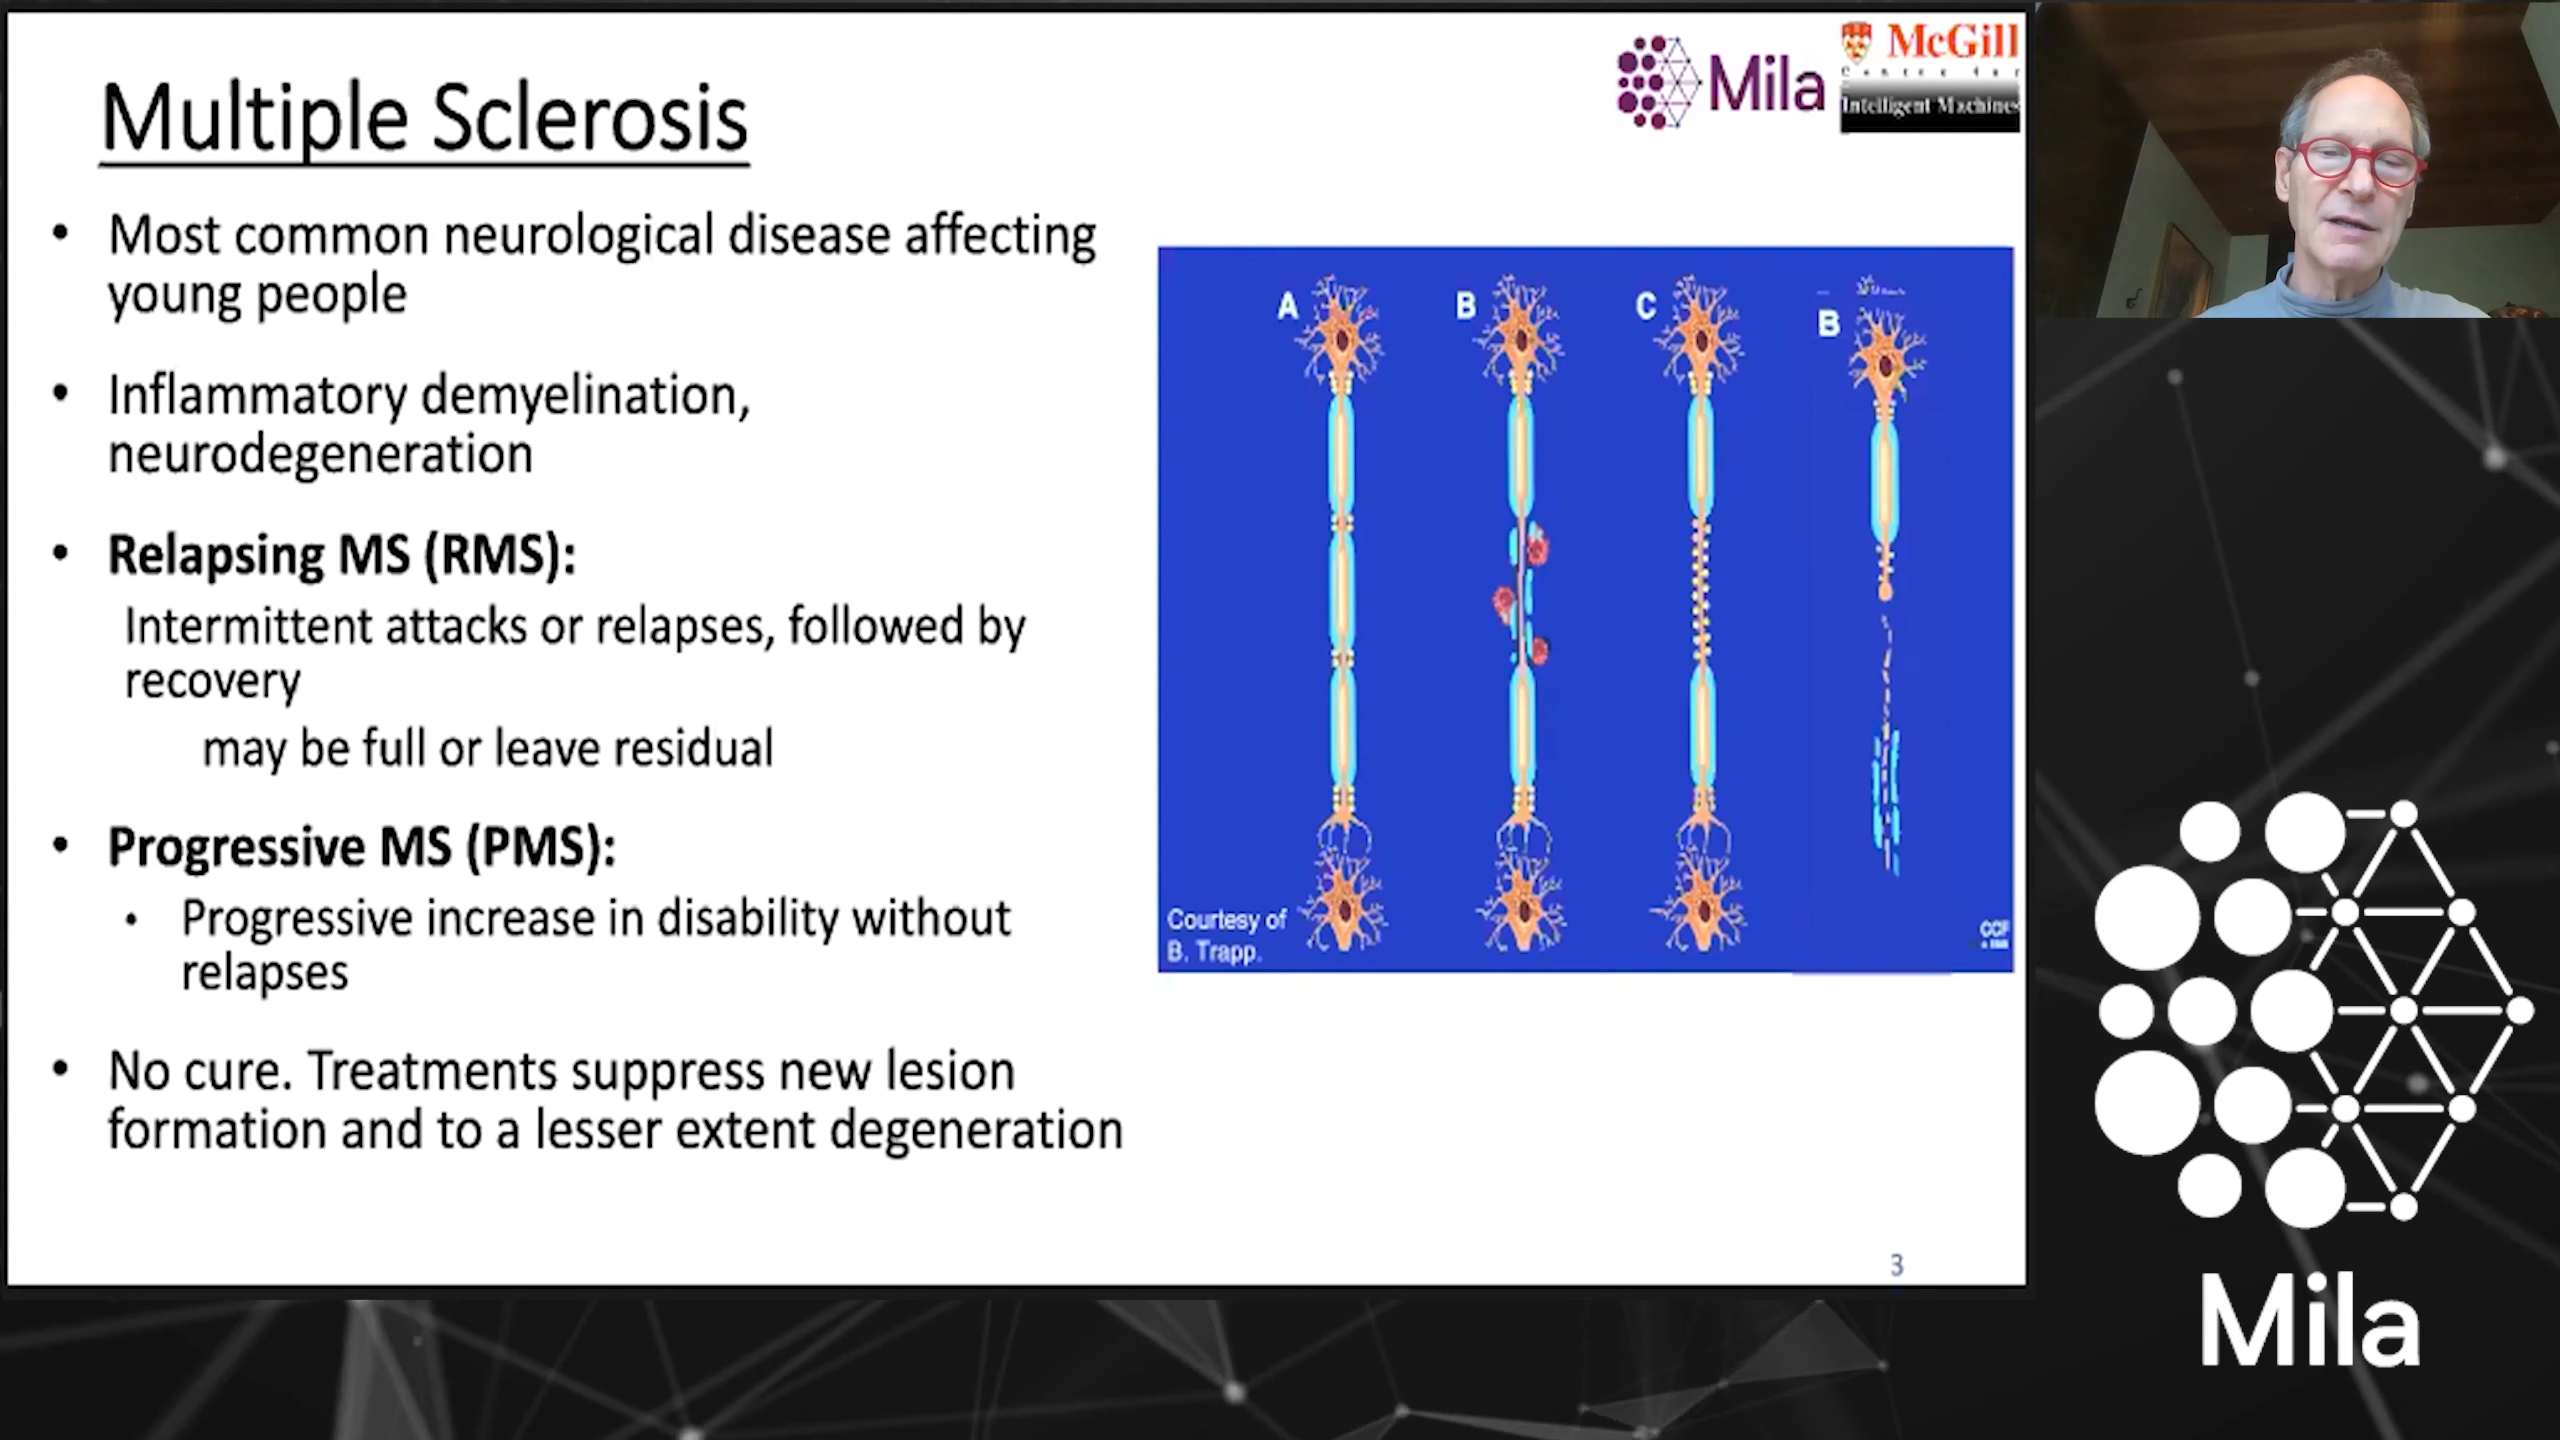 Multiple Sclerosis
Mila
McGill
Centre for
Intelligent Machines
• Most common neurological disease affecting
young people
• Inflammatory demyelination,
neurodegeneration
• Relapsing MS (RMS):
Intermittent attacks or relapses, followed by
recovery
may be full or leave residual
• Progressive MS (PMS):
• Progressive increase in disability without
relapses
• No cure. Treatments suppress new lesion
formation and to a lesser extent degeneration
A B C B
Courtesy of
B. Trapp.
CCF
3
Mila